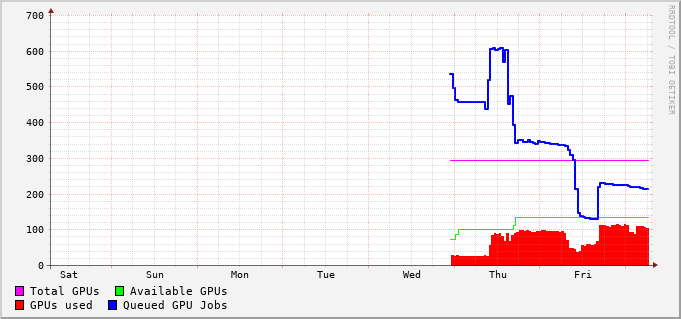 700
600
500
400
300
200
100
0
Sat Sun Mon Tue Wed Thu Fri
Total GPUs Available GPUs
GPUs used Queued GPU Jobs
RRDTOOL / TOBI OETIKER